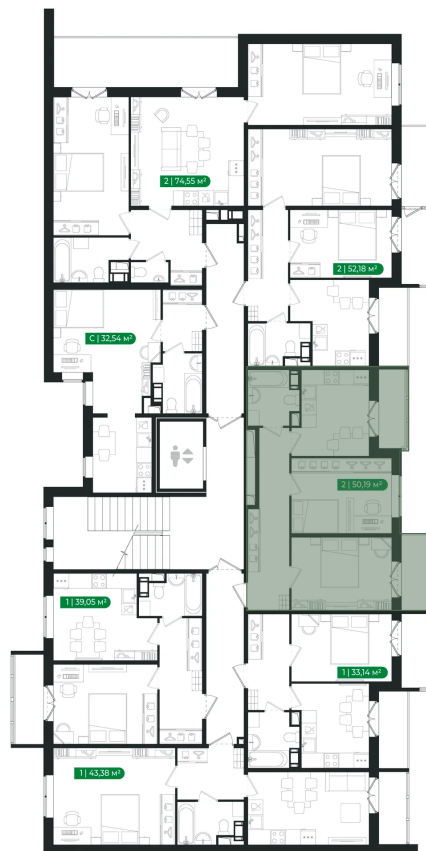 2 | 74,55 м²
2 | 52,18 м²
С | 32,54 м²
2 | 50,19 м²
1 | 39,05 м²
1 | 33,14 м²
1 | 43,38 м²